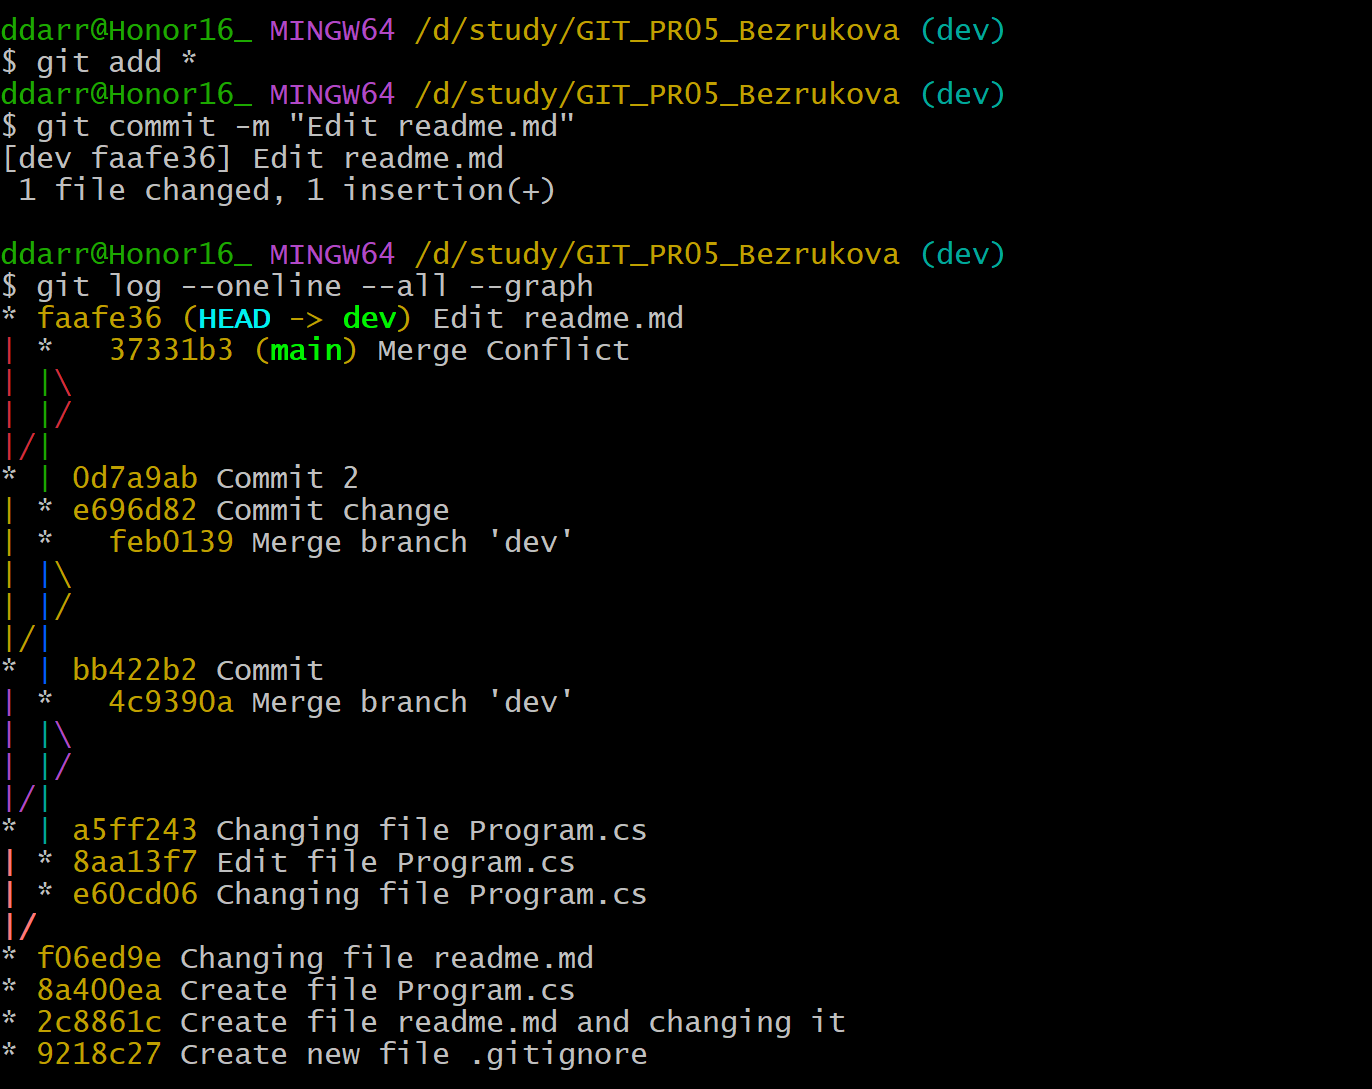 ddarr@Honor16_ MINGW64 /d/study/GIT_PR05_Bezrukova (dev)
$ git add *
ddarr@Honor16_ MINGW64 /d/study/GIT_PR05_Bezrukova (dev)
$ git commit -m "Edit readme.md"
[dev faafe36] Edit readme.md
 1 file changed, 1 insertion(+)

ddarr@Honor16_ MINGW64 /d/study/GIT_PR05_Bezrukova (dev)
$ git log --oneline --all --graph
* faafe36 (HEAD -> dev) Edit readme.md
| *   37331b3 (main) Merge Conflict
| |\
| |/
|/|
* | 0d7a9ab Commit 2
| * e696d82 Commit change
| *   feb0139 Merge branch 'dev'
| |\
| |/
|/|
* | bb422b2 Commit
| *   4c9390a Merge branch 'dev'
| |\
| |/
|/|
* | a5ff243 Changing file Program.cs
| * 8aa13f7 Edit file Program.cs
| * e60cd06 Changing file Program.cs
|/
* f06ed9e Changing file readme.md
* 8a400ea Create file Program.cs
* 2c8861c Create file readme.md and changing it
* 9218c27 Create new file .gitignore